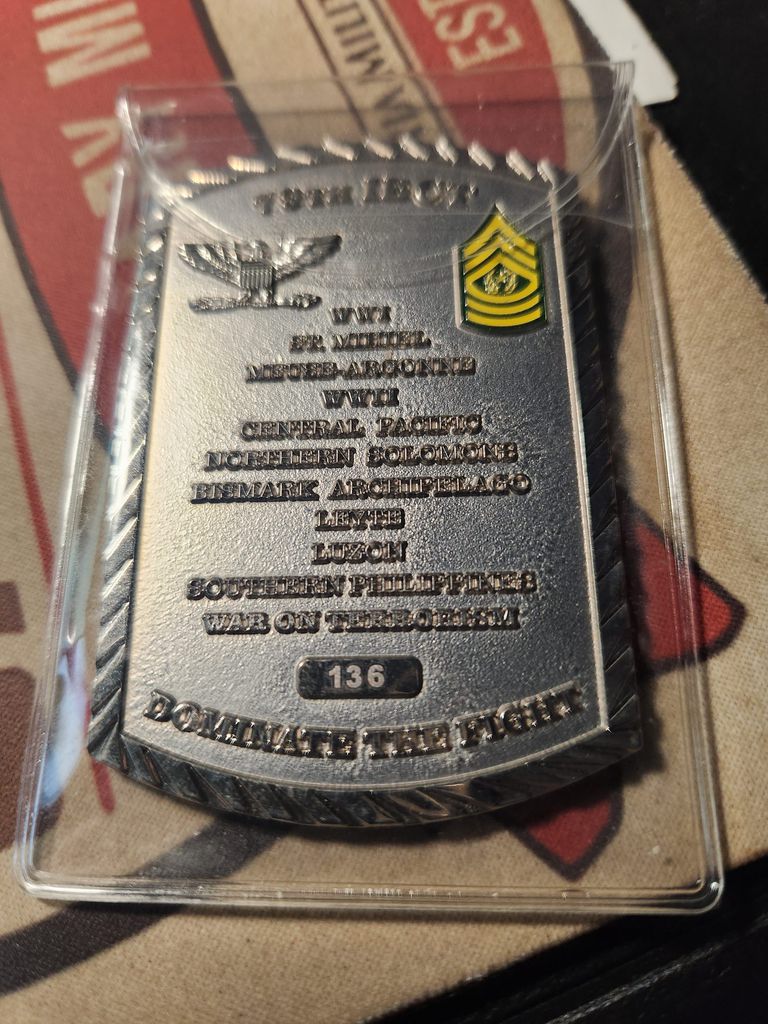 79TH IBCT
WWI
ST. MIHIEL
MEUSE-ARGONNE
WWII
CENTRAL PACIFIC
NORTHERN SOLOMONS
BISMARK ARCHIPELAGO
LEYTE
LUZON
SOUTHERN PHILIPPINES
WAR ON TERRORISM
136
DOMINATE THE FIGHT
EST